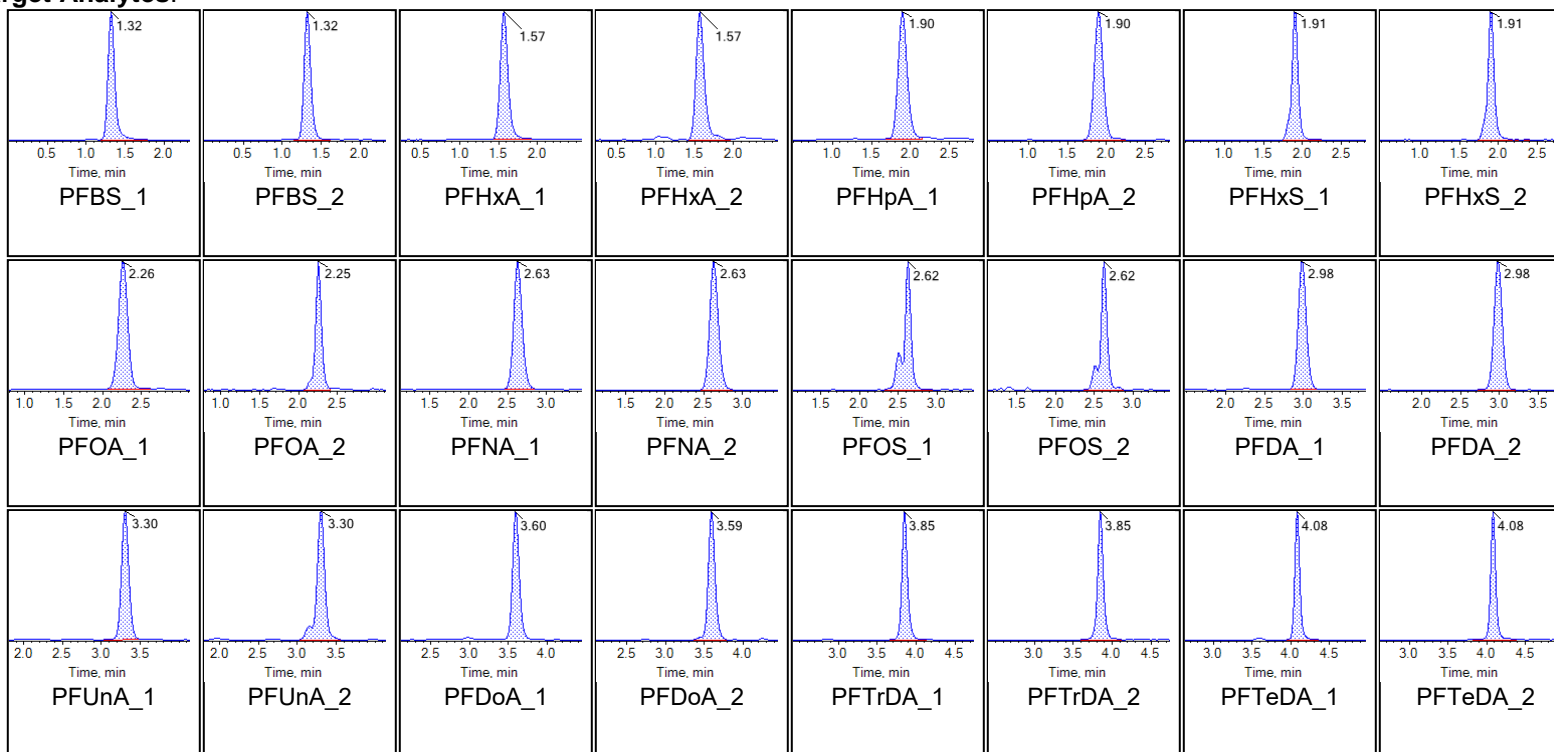 rget Analytes:
1.32 1.32 1.57 1.57 1.90 1.90 1.91 1.91
0.5 1.0 1.5 2.0 0.5 1.0 1.5 2.0 0.5 1.0 1.5 2.0 0.5 1.0 1.5 2.0 1.0 1.5 2.0 2.5 1.0 1.5 2.0 2.5 1.0 1.5 2.0 2.5 1.0 1.5 2.0 2.5
Time, min Time, min Time, min Time, min Time, min Time, min Time, min Time, min
PFBS_1 PFBS_2 PFHxA_1 PFHxA_2 PFHpA_1 PFHpA_2 PFHxS_1 PFHxS_2
2.26 2.25 2.63 2.63 2.62 2.62 2.98 2.98
1.0 1.5 2.0 2.5 1.0 1.5 2.0 2.5 1.5 2.0 2.5 3.0 1.5 2.0 2.5 3.0 1.5 2.0 2.5 3.0 1.5 2.0 2.5 3.0 2.0 2.5 3.0 3.5 2.0 2.5 3.0 3.5
Time, min Time, min Time, min Time, min Time, min Time, min Time, min Time, min
PFOA_1 PFOA_2 PFNA_1 PFNA_2 PFOS_1 PFOS_2 PFDA_1 PFDA_2
3.30 3.30 3.60 3.59 3.85 3.85 4.08 4.08
2.0 2.5 3.0 3.5 2.0 2.5 3.0 3.5 2.5 3.0 3.5 4.0 2.5 3.0 3.5 4.0 3.0 3.5 4.0 4.5 3.0 3.5 4.0 4.5 3.0 3.5 4.0 4.5 3.0 3.5 4.0 4.5
Time, min Time, min Time, min Time, min Time, min Time, min Time, min Time, min
PFUnA_1 PFUnA_2 PFDoA_1 PFDoA_2 PFTrDA_1 PFTrDA_2 PFTeDA_1 PFTeDA_2